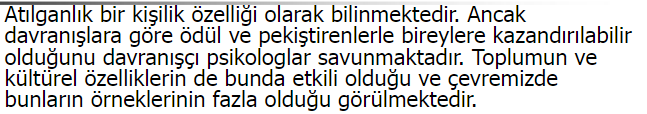 Atılganlık bir kişilik özelliği olarak bilinmektedir. Ancak
davranışlara göre ödül ve pekiştirenlerle bireylere kazandırılabilir
olduğunu davranışçı psikologlar savunmaktadır. Toplumun ve
kültürel özelliklerin de bunda etkili olduğu ve çevremizde
bunların örneklerinin fazla olduğu görülmektedir.